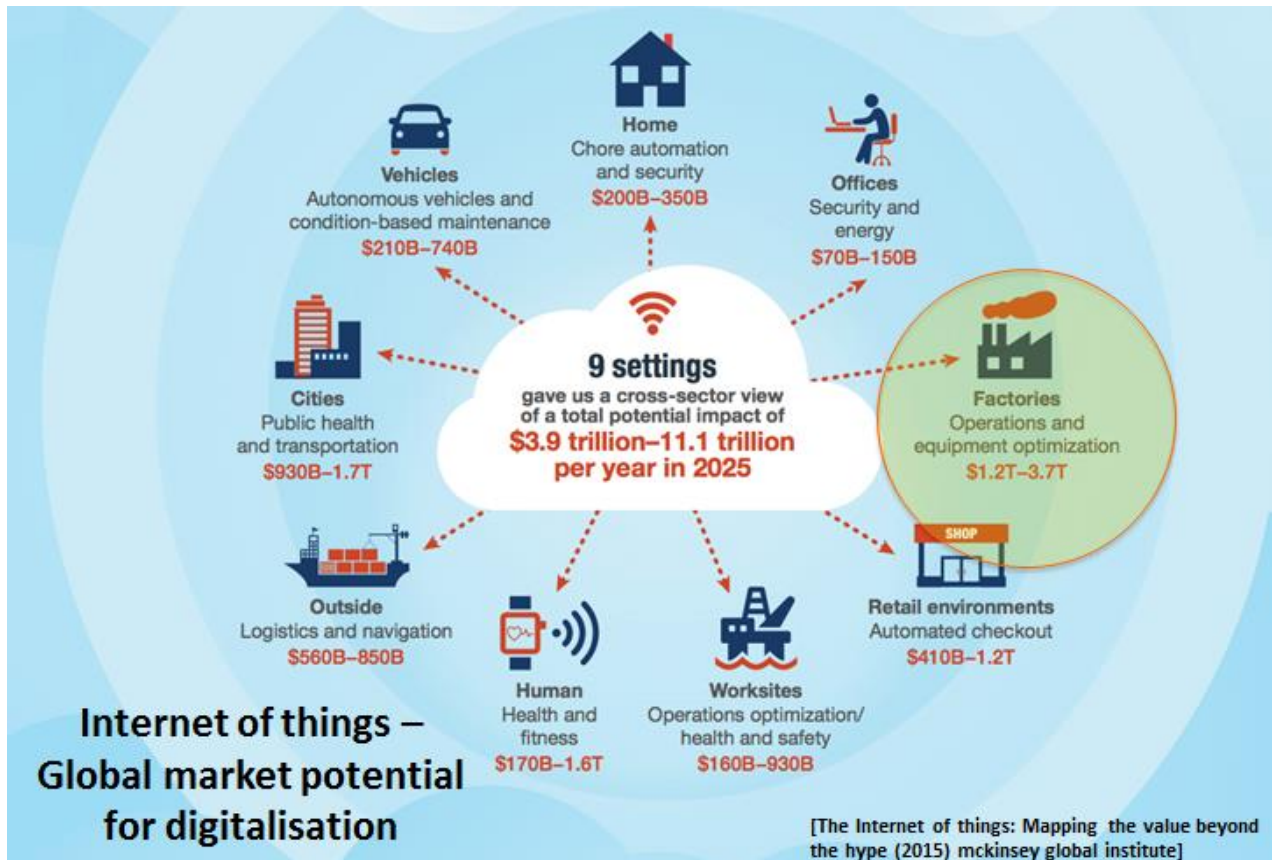 Home
Chore automation
and security
$200B–350B
Offices
Security and
energy
$70B–150B
Vehicles
Autonomous vehicles and
condition-based maintenance
$210B–740B
9 settings
gave us a cross-sector view
of a total potential impact of
$3.9 trillion–11.1 trillion
per year in 2025
Factories
Operations and
equipment optimization
$1.2T–3.7T
Cities
Public health
and transportation
$930B–1.7T
SHOP
Retail environments
Automated checkout
$410B–1.2T
Outside
Logistics and navigation
$560B–850B
Human
Health and
fitness
$170B–1.6T
Worksites
Operations optimization/
health and safety
$160B–930B
Internet of things –
Global market potential
for digitalisation
[The Internet of things: Mapping the value beyond
the hype (2015) mckinsey global institute]